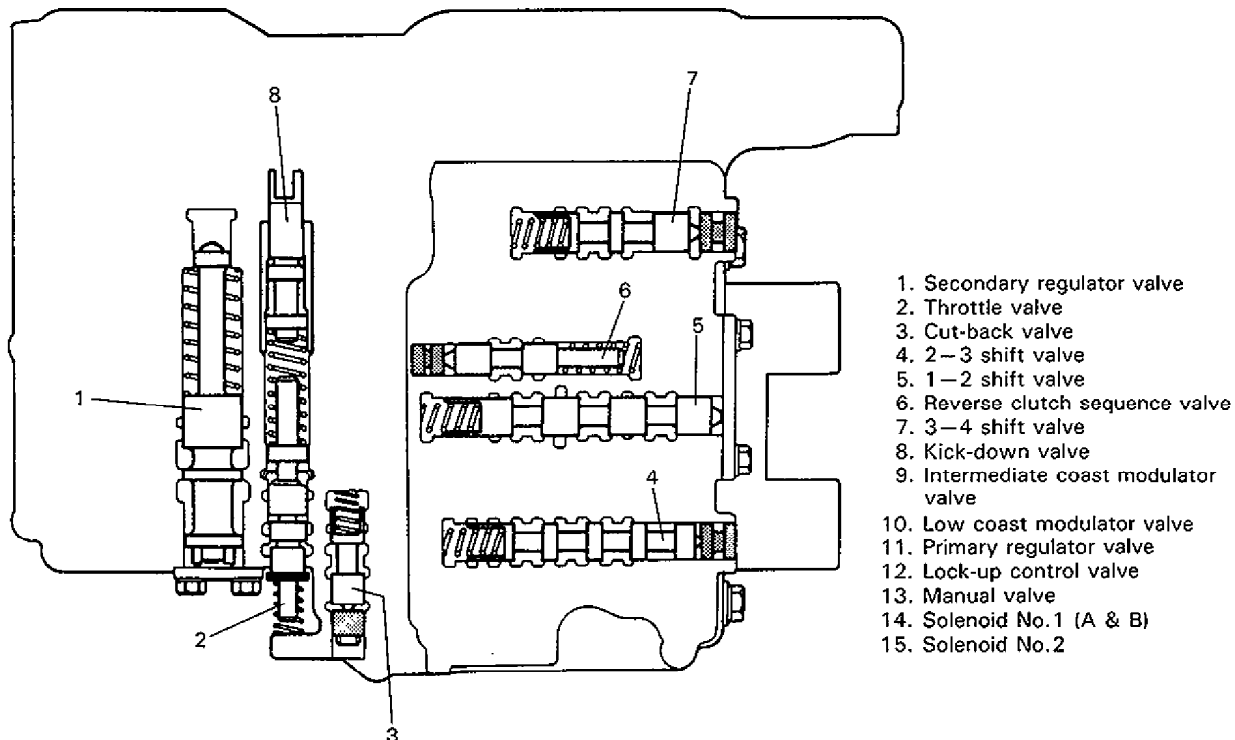 7
8
6
5
1
4
2
3
1. Secondary regulator valve
2. Throttle valve
3. Cut-back valve
4. 2–3 shift valve
5. 1–2 shift valve
6. Reverse clutch sequence valve
7. 3–4 shift valve
8. Kick-down valve
9. Intermediate coast modulator
valve
10. Low coast modulator valve
11. Primary regulator valve
12. Lock-up control valve
13. Manual valve
14. Solenoid No.1 (A & B)
15. Solenoid No.2